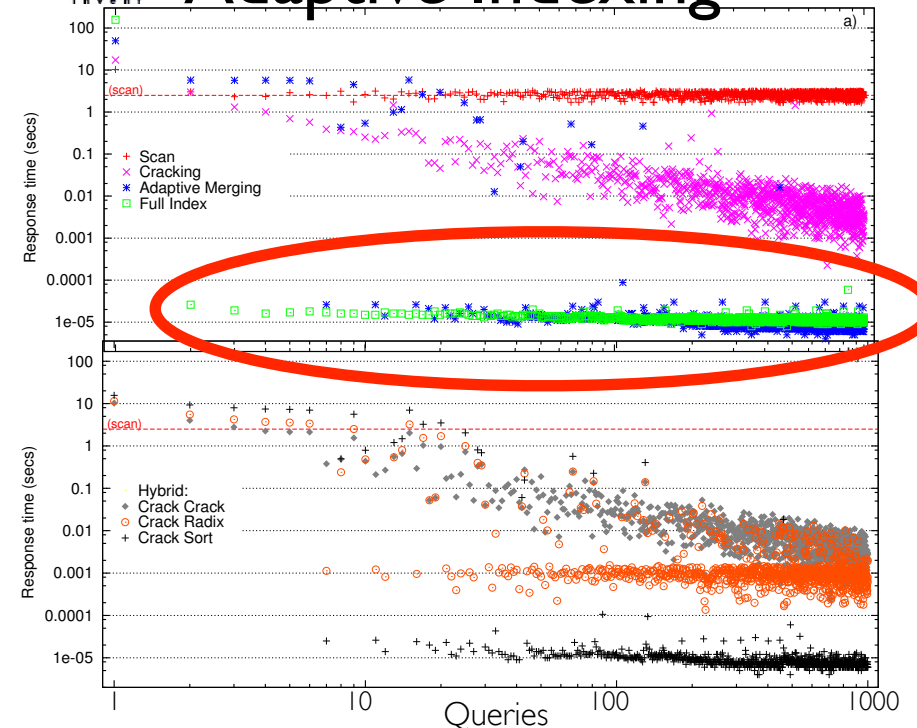 Adaptive Indexing
a)
100
10
1
0.1
0.01
0.001
0.0001
1e-05
Response time (secs)
(scan)
Scan
Cracking
Adaptive Merging
Full Index
100
10
1
0.1
0.01
0.001
0.0001
1e-05
Response time (secs)
(scan)
Hybrid:
Crack Crack
Crack Radix
Crack Sort
1 10 100 1000
Queries